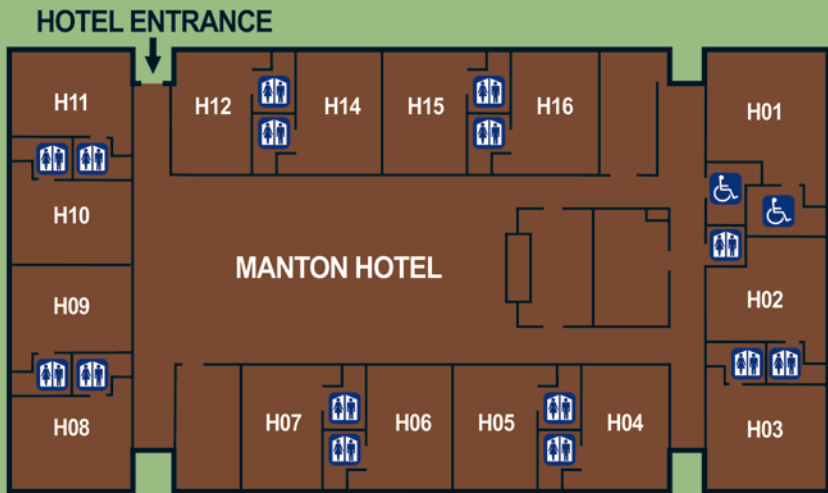 HOTEL ENTRANCE
H11
H12
H14
H15
H16
H01
H10
MANTON HOTEL
H09
H02
H08
H07
H06
H05
H04
H03